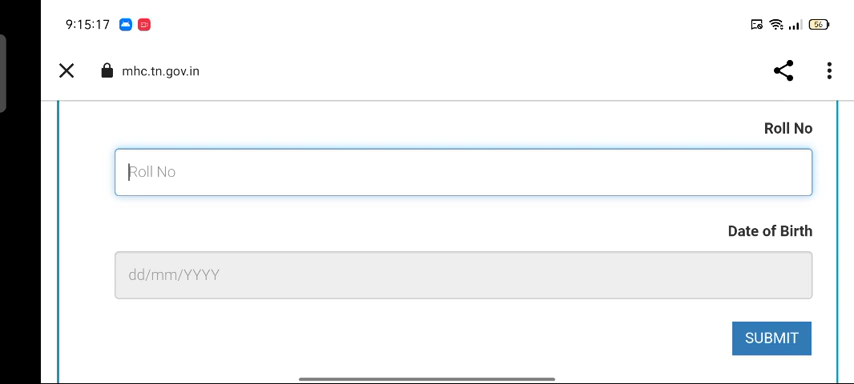 9:15:17
56
mhc.tn.gov.in
Roll No
Roll No
Date of Birth
dd/mm/YYYY
SUBMIT